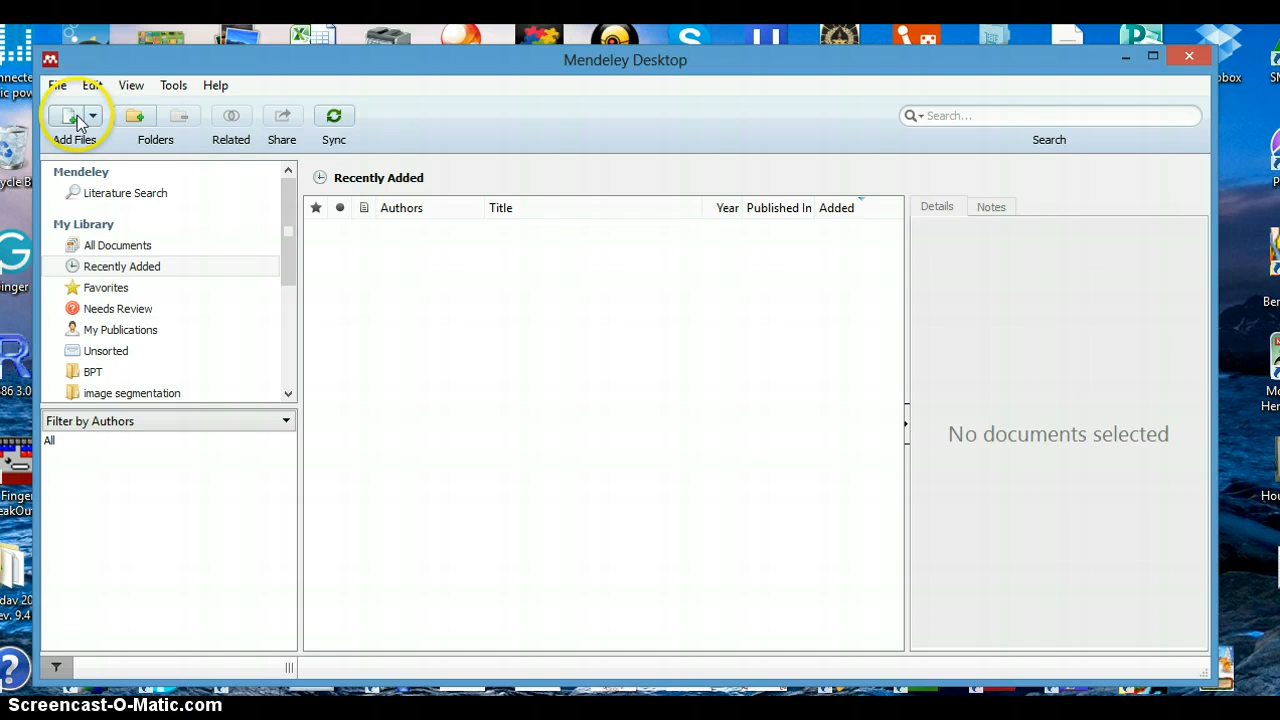 Mendeley Desktop
File Edit View Tools Help
Add Files Folders Related Share Sync
Search...
Search
Mendeley
Literature Search
My Library
All Documents
Recently Added
Favorites
Needs Review
My Publications
Unsorted
BPT
image segmentation
Filter by Authors
All
Recently Added
Authors Title Year Published In Added
Details Notes
No documents selected
Screencast-O-Matic.com